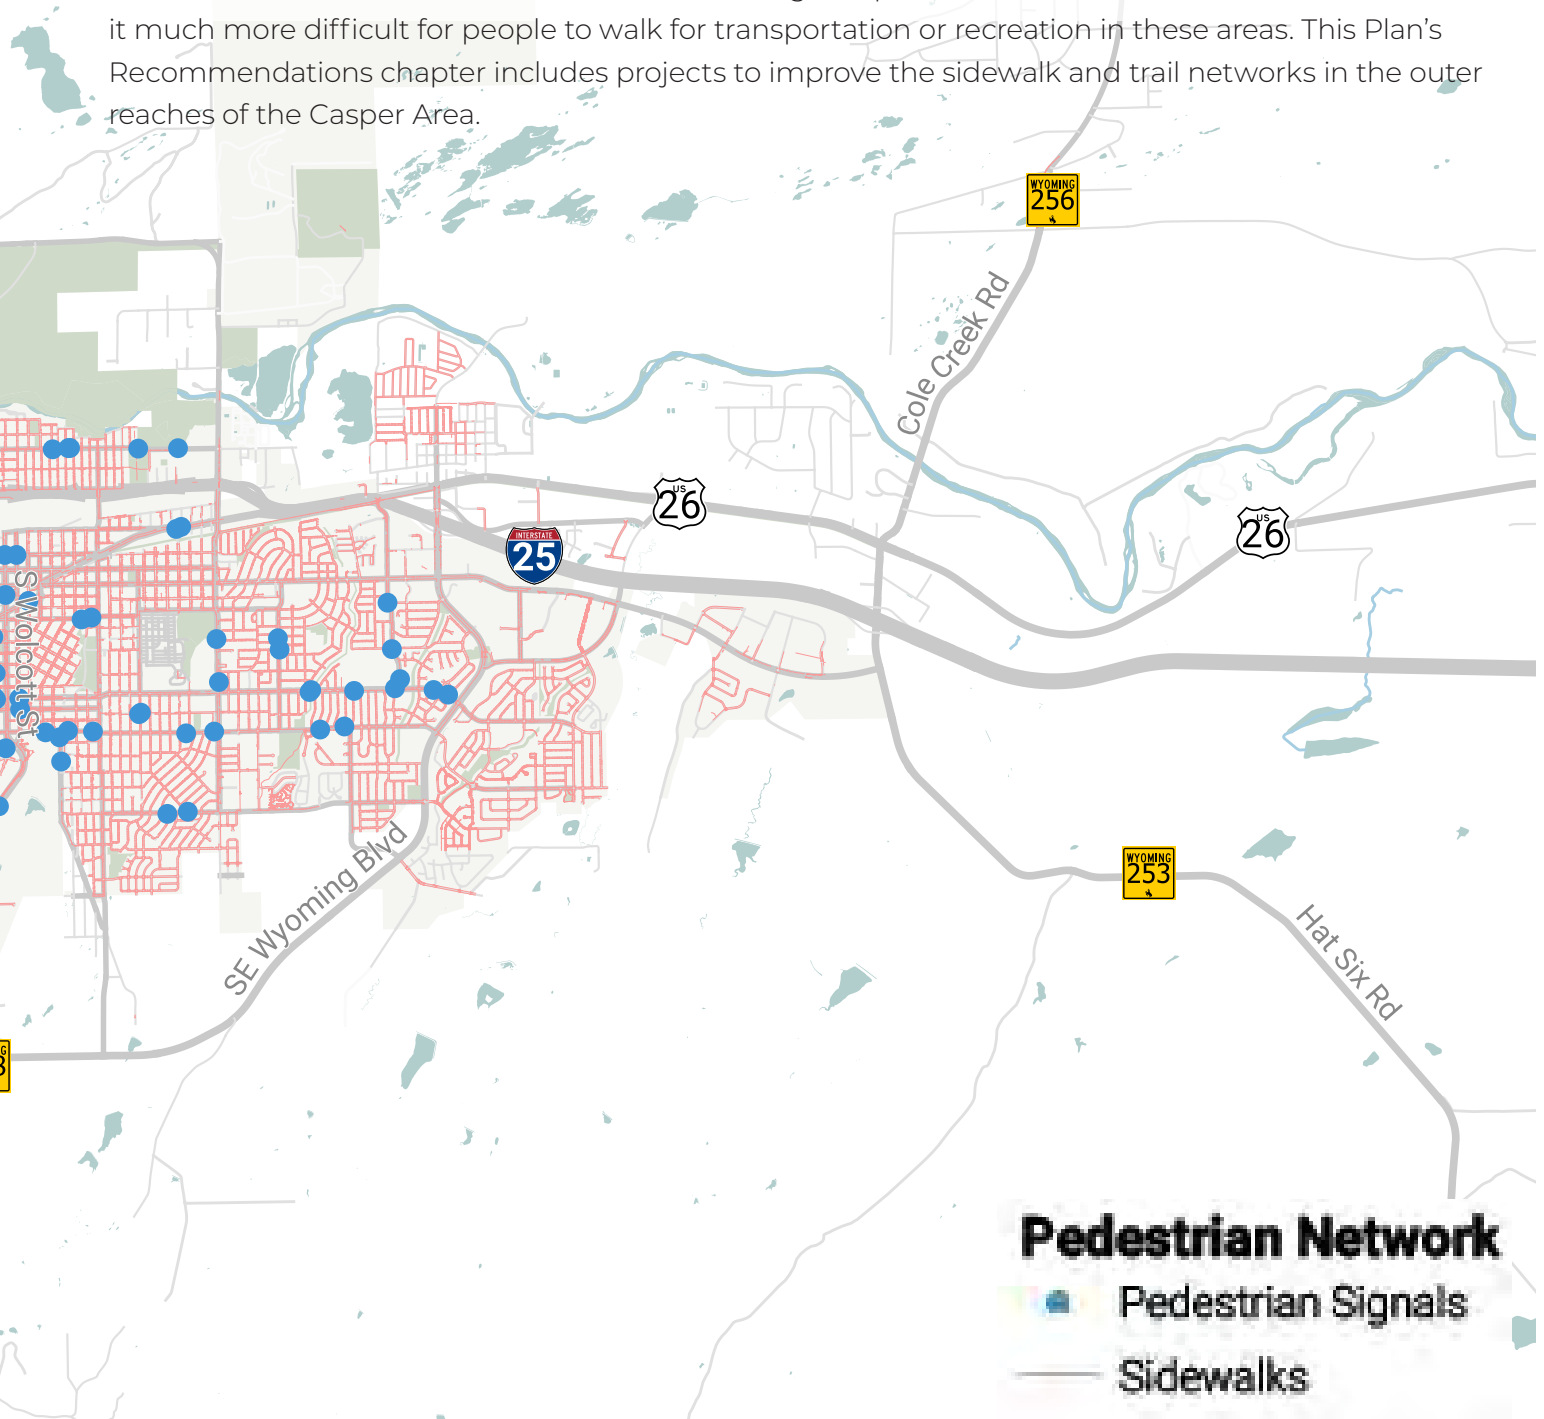 it much more difficult for people to walk for transportation or recreation in these areas. This Plan's
Recommendations chapter includes projects to improve the sidewalk and trail networks in the outer
reaches of the Casper Area.
WYOMING
256
Cole Creek Rd
US
26
US
26
INTERSTATE
25
S Wolcott St
WYOMING
253
SE Wyoming Blvd
Hat Six Rd
Pedestrian Network
Pedestrian Signals
Sidewalks